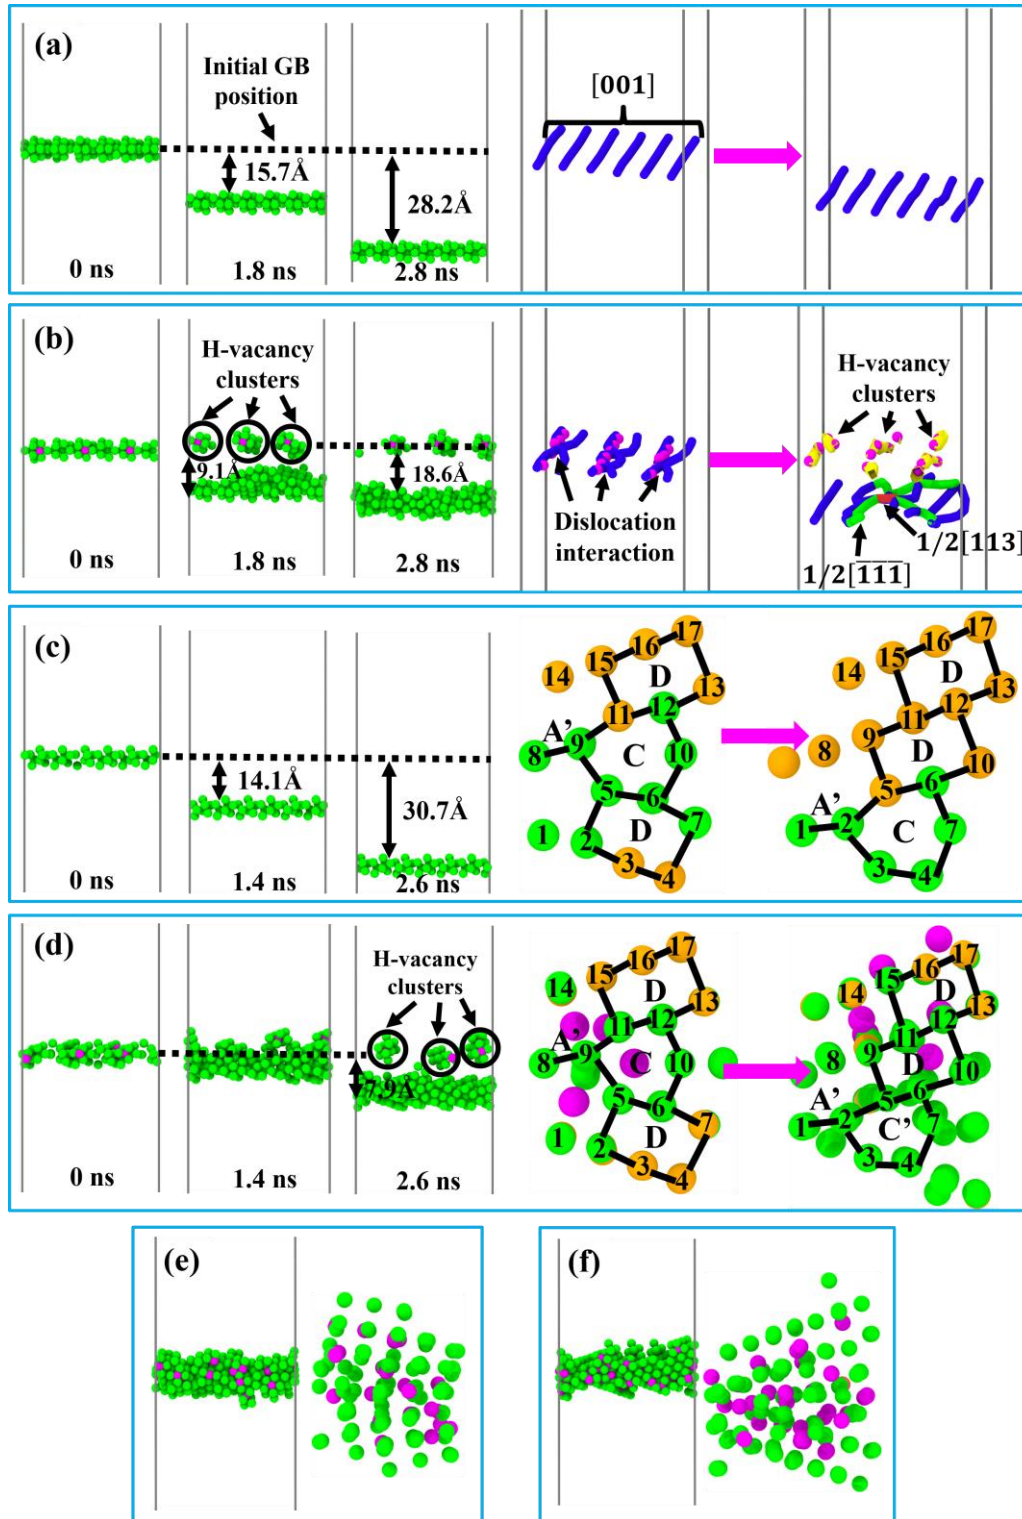 (a)
Initial GB
position
15.7Å
28.2Å
0 ns
1.8 ns
2.8 ns
[001]
(b)
H-vacancy
clusters
9.1Å
18.6Å
0 ns
1.8 ns
2.8 ns
Dislocation
interaction
H-vacancy
clusters
1/2[113]
1/2[1̅1̅1̅]
(c)
14.1Å
30.7Å
0 ns
1.4 ns
2.6 ns
17
16
15
14
D
13
12
11
A'
9
8
C
10
5
6
7
1
2
D
3
4
17
16
15
14
D
13
12
11
9
8
D
10
5
6
A'
1
2
C
7
3
4
(d)
H-vacancy
clusters
7.9Å
0 ns
1.4 ns
2.6 ns
17
16
15
14
D
13
12
11
A'
9
8
C
10
5
6
7
1
2
D
3
4
17
16
15
14
D
13
12
11
9
8
D
10
5
6
A'
1
2
C'
7
3
4
(e)
(f)